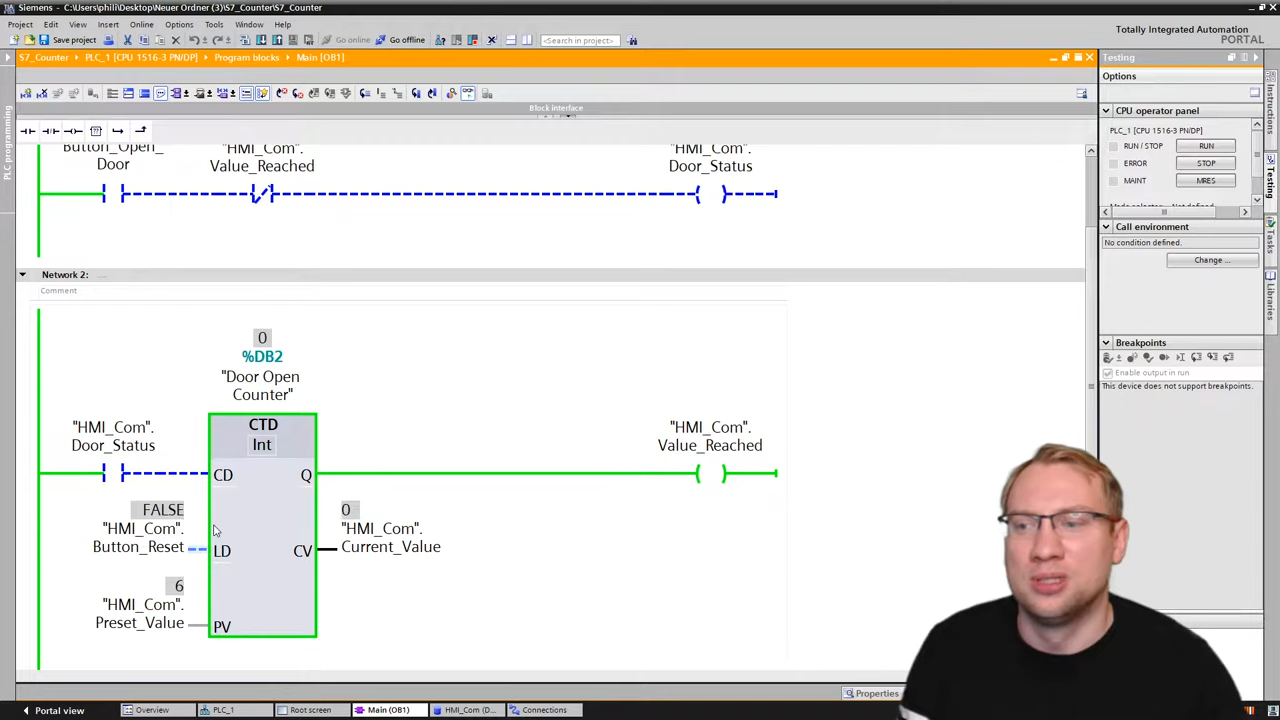 Siemens - C:\Users\phili\Desktop\Neuer Ordner (3)\S7_Counter\S7_Counter
Project Edit View Insert Online Options Tools Window Help
Save project
Go online
Go offline
<Search in project>
Totally Integrated Automation
PORTAL
S7_Counter
PLC_1 [CPU 1516-3 PN/DP]
Program blocks
Main [OB1]
Testing
Options
Block interface
CPU operator panel
PLC_1 [CPU 1516-3 PN/DP]
RUN / STOP
RUN
ERROR
STOP
MAINT
MRES
Call environment
No condition defined.
Change ...
Breakpoints
Enable output in run
This device does not support breakpoints.
PLC programming
Instructions
Testing
Tasks
Libraries
Button_Open_
Door
"HMI_Com".
Value_Reached
"HMI_Com".
Door_Status
Network 2:
Comment
0
%DB2
"Door Open
Counter"
"HMI_Com".
Door_Status
CTD
Int
CD
Q
"HMI_Com".
Value_Reached
FALSE
"HMI_Com".
Button_Reset
LD
CV
0
"HMI_Com".
Current_Value
6
"HMI_Com".
Preset_Value
PV
Properties
Portal view
Overview
PLC_1
Root screen
Main (OB1)
HMI_Com (D...
Connections